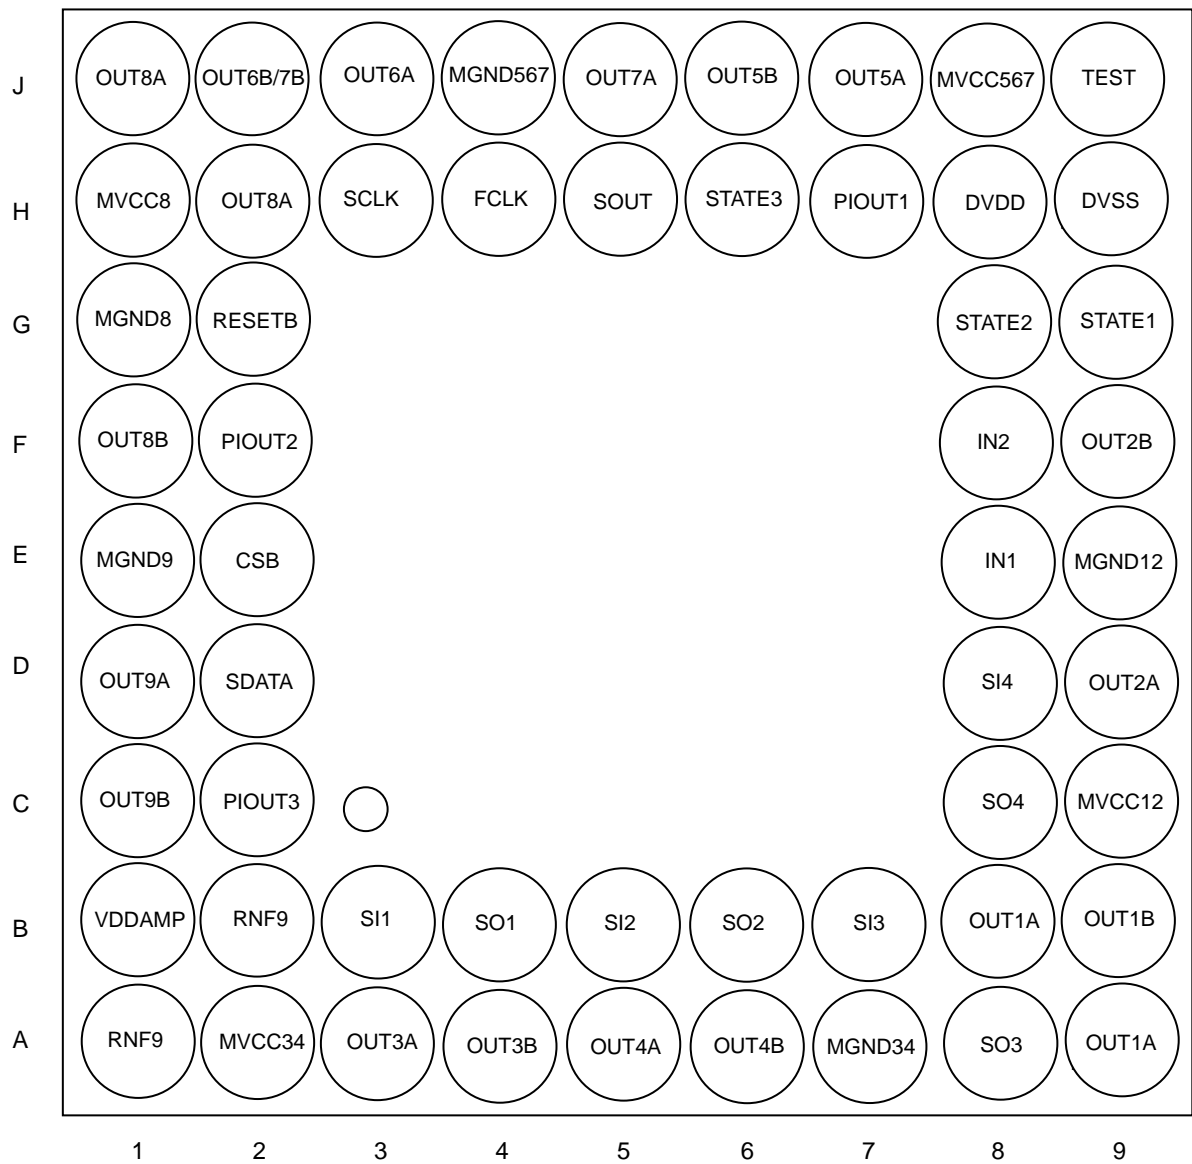 J OUT8A OUT6B/7B OUT6A MGND567 OUT7A OUT5B OUT5A MVCC567 TEST
H MVCC8 OUT8A SCLK FCLK SOUT STATE3 PIOUT1 DVDD DVSS
G MGND8 RESETB STATE2 STATE1
F OUT8B PIOUT2 IN2 OUT2B
E MGND9 CSB IN1 MGND12
D OUT9A SDATA SI4 OUT2A
C OUT9B PIOUT3 SO4 MVCC12
B VDDAMP RNF9 SI1 SO1 SI2 SO2 SI3 OUT1A OUT1B
A RNF9 MVCC34 OUT3A OUT3B OUT4A OUT4B MGND34 SO3 OUT1A
1 2 3 4 5 6 7 8 9